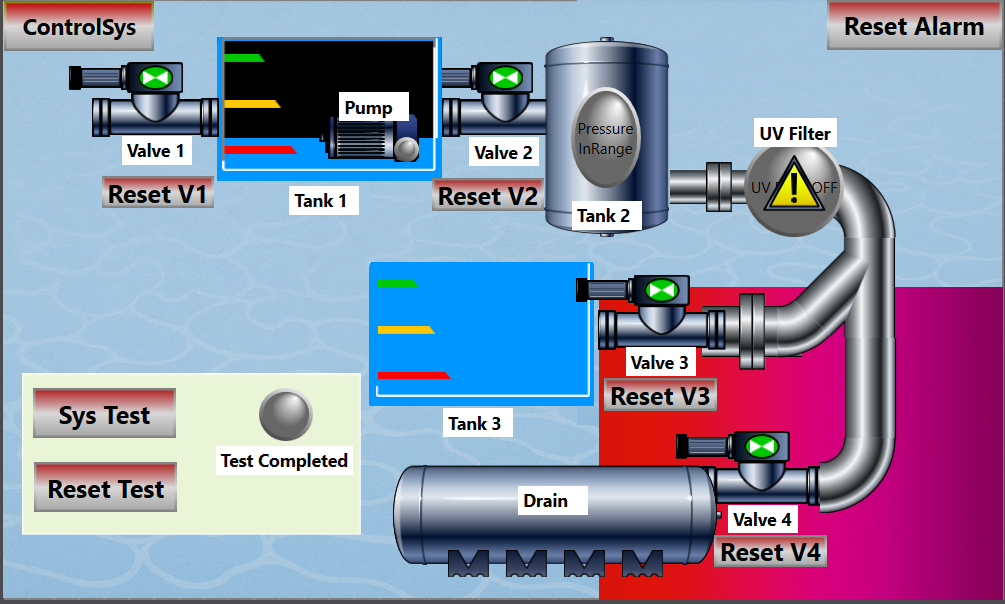 ControlSys
Reset Alarm
Pump
Pressure
InRange
UV Filter
Valve 1
Valve 2
UV
OFF
Reset V1
Reset V2
Tank 1
Tank 2
Valve 3
Reset V3
Sys Test
Tank 3
Test Completed
Reset Test
Drain
Valve 4
Reset V4